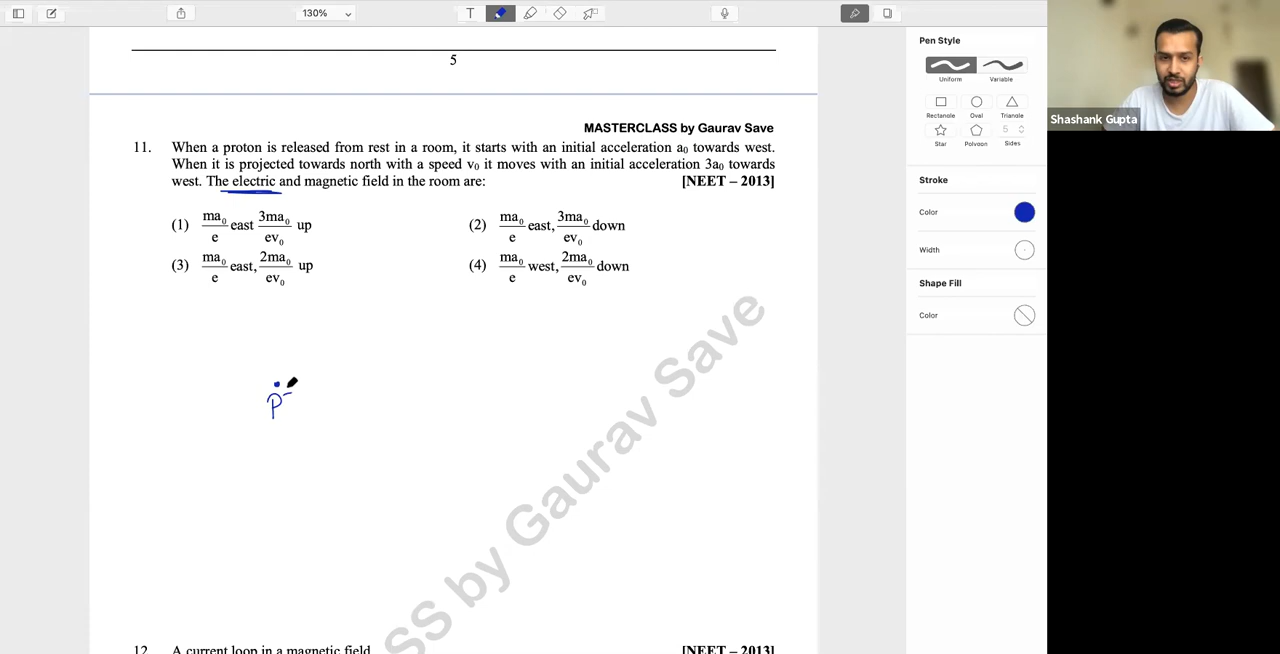 130%
T
5
MASTERCLASS by Gaurav Save
11. When a proton is released from rest in a room, it starts with an initial acceleration a₀ towards west.
When it is projected towards north with a speed v₀ it moves with an initial acceleration 3a₀ towards
west. The electric and magnetic field in the room are: [NEET – 2013]
(1) ma₀/e east 3ma₀/ev₀ up
(2) ma₀/e east, 3ma₀/ev₀ down
(3) ma₀/e east, 2ma₀/ev₀ up
(4) ma₀/e west, 2ma₀/ev₀ down
P
SS by Gaurav Save
12. A current loop in a magnetic field [NEET – 2013]
Pen Style
Uniform Variable
Rectangle Oval Triangle
5
Star Polygon Sides
Stroke
Color
Width
Shape Fill
Color
Shashank Gupta